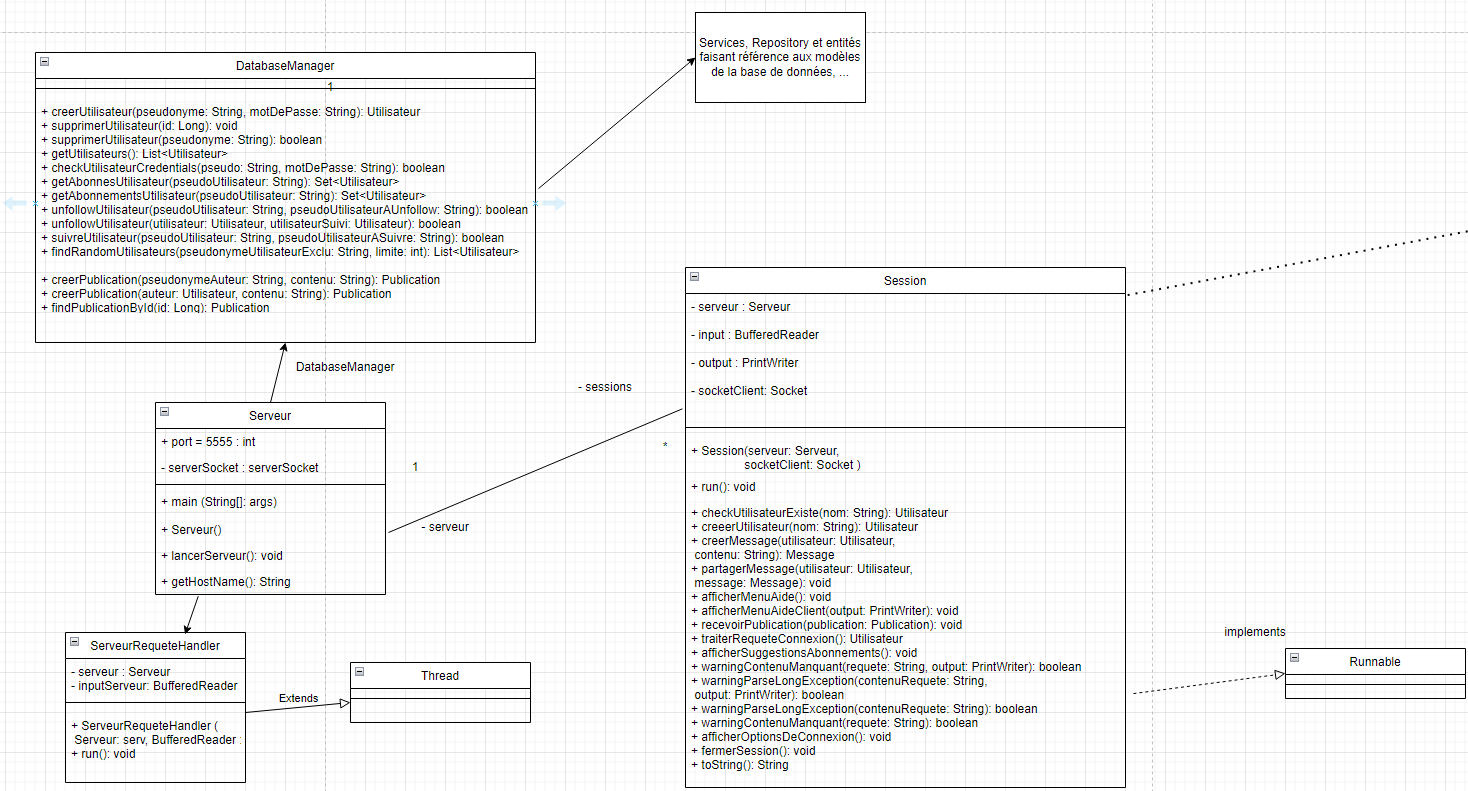 Services, Repository et entités
faisant référence aux modèles
de la base de données, ...
DatabaseManager
1
+ creerUtilisateur(pseudonyme: String, motDePasse: String): Utilisateur
+ supprimerUtilisateur(id: Long): void
+ supprimerUtilisateur(pseudonyme: String): boolean
+ getUtilisateurs(): List<Utilisateur>
+ checkUtilisateurCredentials(pseudo: String, motDePasse: String): boolean
+ getAbonnesUtilisateur(pseudoUtilisateur: String): Set<Utilisateur>
+ getAbonnementsUtilisateur(pseudoUtilisateur: String): Set<Utilisateur>
+ unfollowUtilisateur(pseudoUtilisateur: String, pseudoUtilisateurAUnfollow: String): boolean
+ unfollowUtilisateur(utilisateur: Utilisateur, utilisateurSuivi: Utilisateur): boolean
+ suivreUtilisateur(pseudoUtilisateur: String, pseudoUtilisateurASuivre: String): boolean
+ findRandomUtilisateurs(pseudonymeUtilisateurExclu: String, limite: int): List<Utilisateur>
+ creerPublication(pseudonymeAuteur: String, contenu: String): Publication
+ creerPublication(auteur: Utilisateur, contenu: String): Publication
+ findPublicationById(id: Long): Publication
DatabaseManager
Serveur
+ port = 5555 : int
- serverSocket : serverSocket
+ main (String[]: args)
+ Serveur()
+ lancerServeur(): void
+ getHostName(): String
1
- serveur
- sessions
*
Session
- serveur : Serveur
- input : BufferedReader
- output : PrintWriter
- socketClient: Socket
+ Session(serveur: Serveur,
socketClient: Socket )
+ run(): void
+ checkUtilisateurExiste(nom: String): Utilisateur
+ creeerUtilisateur(nom: String): Utilisateur
+ creerMessage(utilisateur: Utilisateur,
contenu: String): Message
+ partagerMessage(utilisateur: Utilisateur,
message: Message): void
+ afficherMenuAide(): void
+ afficherMenuAideClient(output: PrintWriter): void
+ recevoirPublication(publication: Publication): void
+ traiterRequeteConnexion(): Utilisateur
+ afficherSuggestionsAbonnements(): void
+ warningContenuManquant(requete: String, output: PrintWriter): boolean
+ warningParseLongException(contenuRequete: String,
output: PrintWriter): boolean
+ warningParseLongException(contenuRequete: String): boolean
+ warningContenuManquant(requete: String): boolean
+ afficherOptionsDeConnexion(): void
+ fermerSession(): void
+ toString(): String
ServeurRequeteHandler
- serveur : Serveur
- inputServeur: BufferedReader
+ ServeurRequeteHandler (
Serveur: serv, BufferedReader :
+ run(): void
Extends
Thread
implements
Runnable